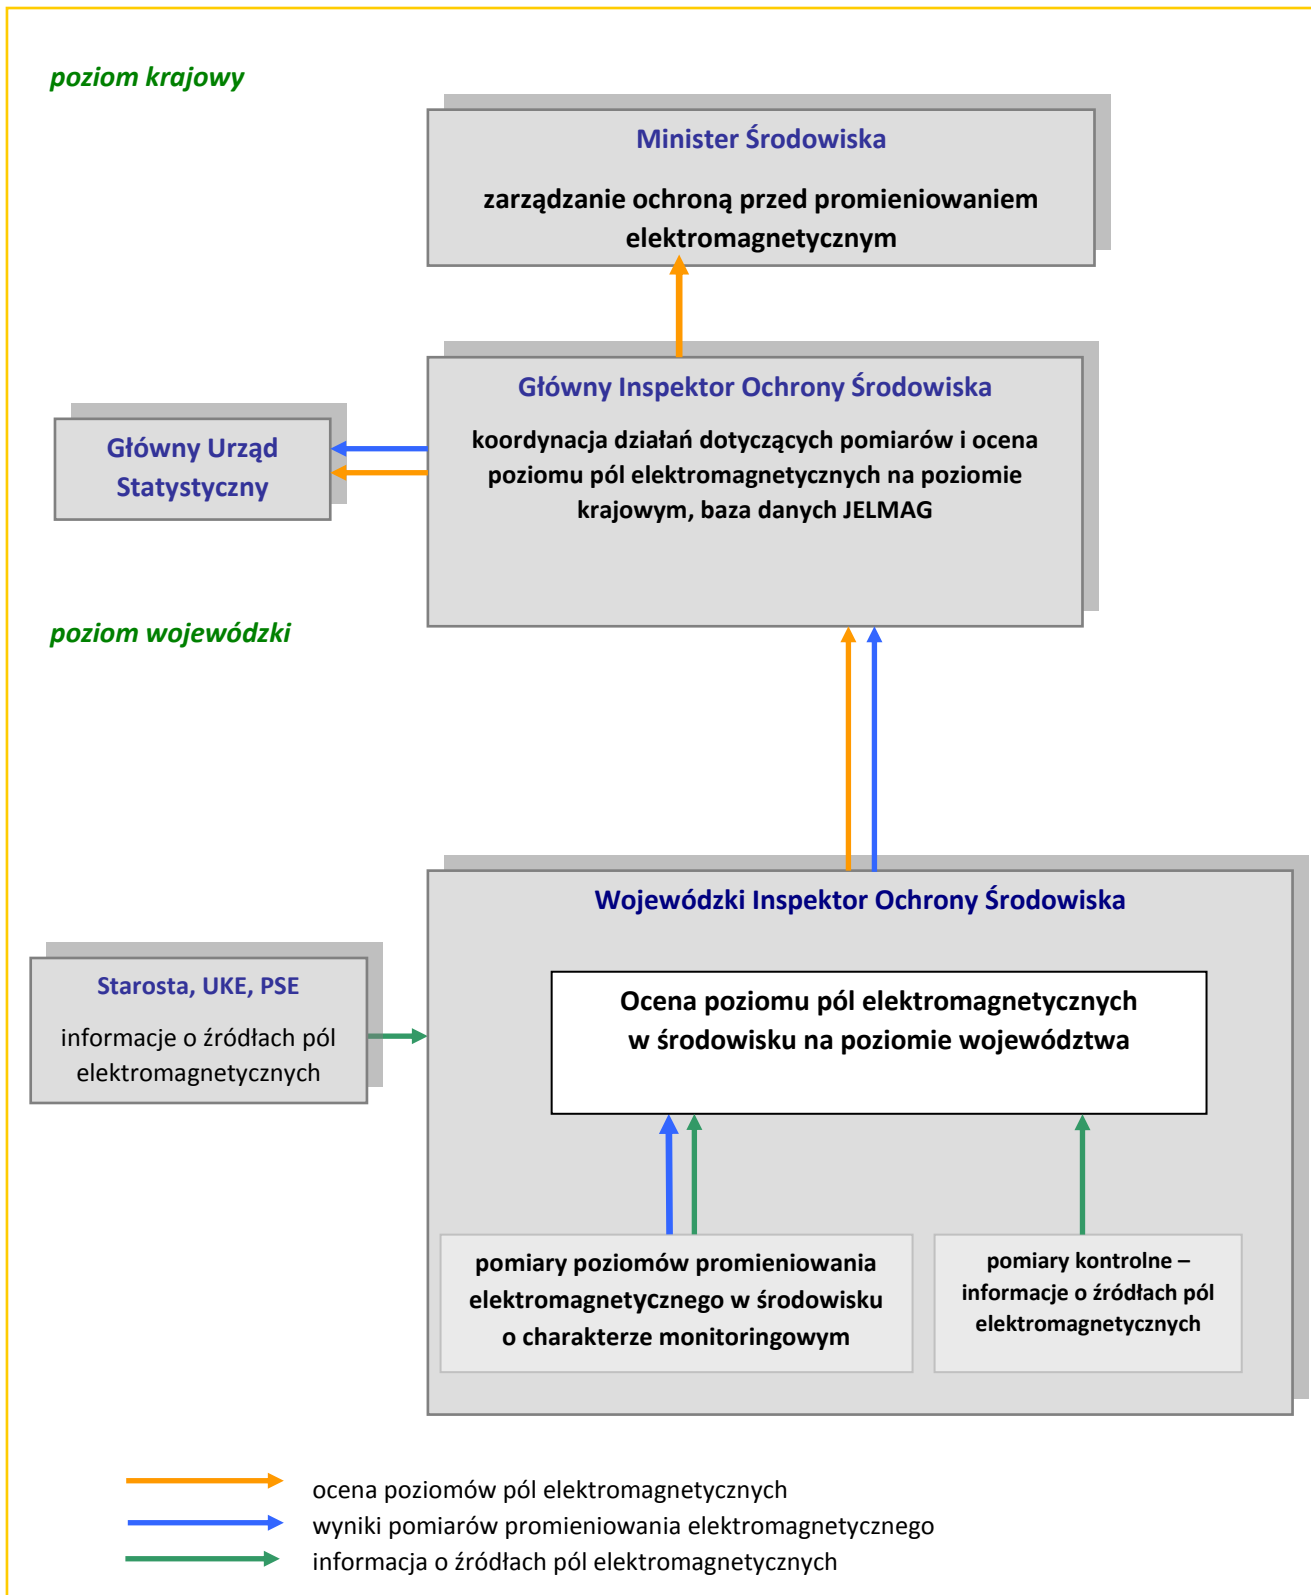 poziom krajowy
Minister Środowiska
zarządzanie ochroną przed promieniowaniem
elektromagnetycznym
Główny Inspektor Ochrony Środowiska
koordynacja działań dotyczących pomiarów i ocena
poziomu pól elektromagnetycznych na poziomie
krajowym, baza danych JELMAG
Główny Urząd
Statystyczny
poziom wojewódzki
Wojewódzki Inspektor Ochrony Środowiska
Starosta, UKE, PSE
informacje o źródłach pól
elektromagnetycznych
Ocena poziomu pól elektromagnetycznych
w środowisku na poziomie województwa
pomiary poziomów promieniowania
elektromagnetycznego w środowisku
o charakterze monitoringowym
pomiary kontrolne –
informacje o źródłach pól
elektromagnetycznych
ocena poziomów pól elektromagnetycznych
wyniki pomiarów promieniowania elektromagnetycznego
informacja o źródłach pól elektromagnetycznych